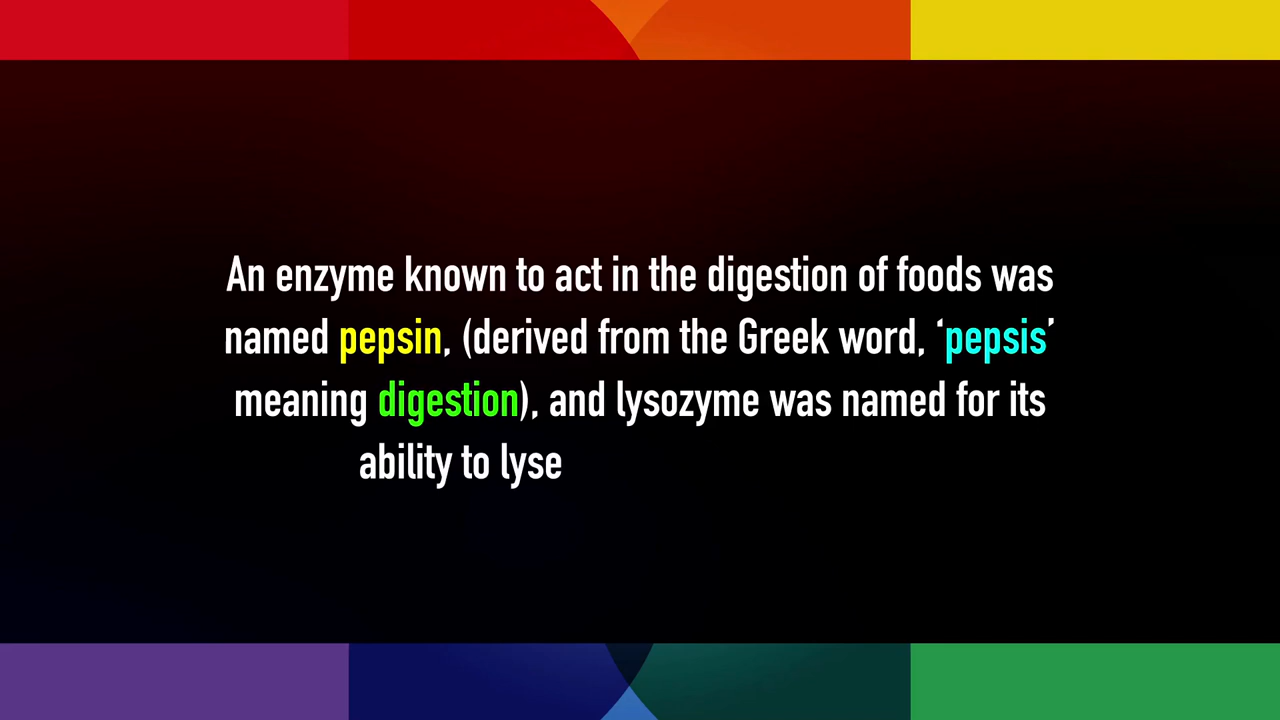 An enzyme known to act in the digestion of foods was
named pepsin, (derived from the Greek word, ‘pepsis’
meaning digestion), and lysozyme was named for its
ability to lyse